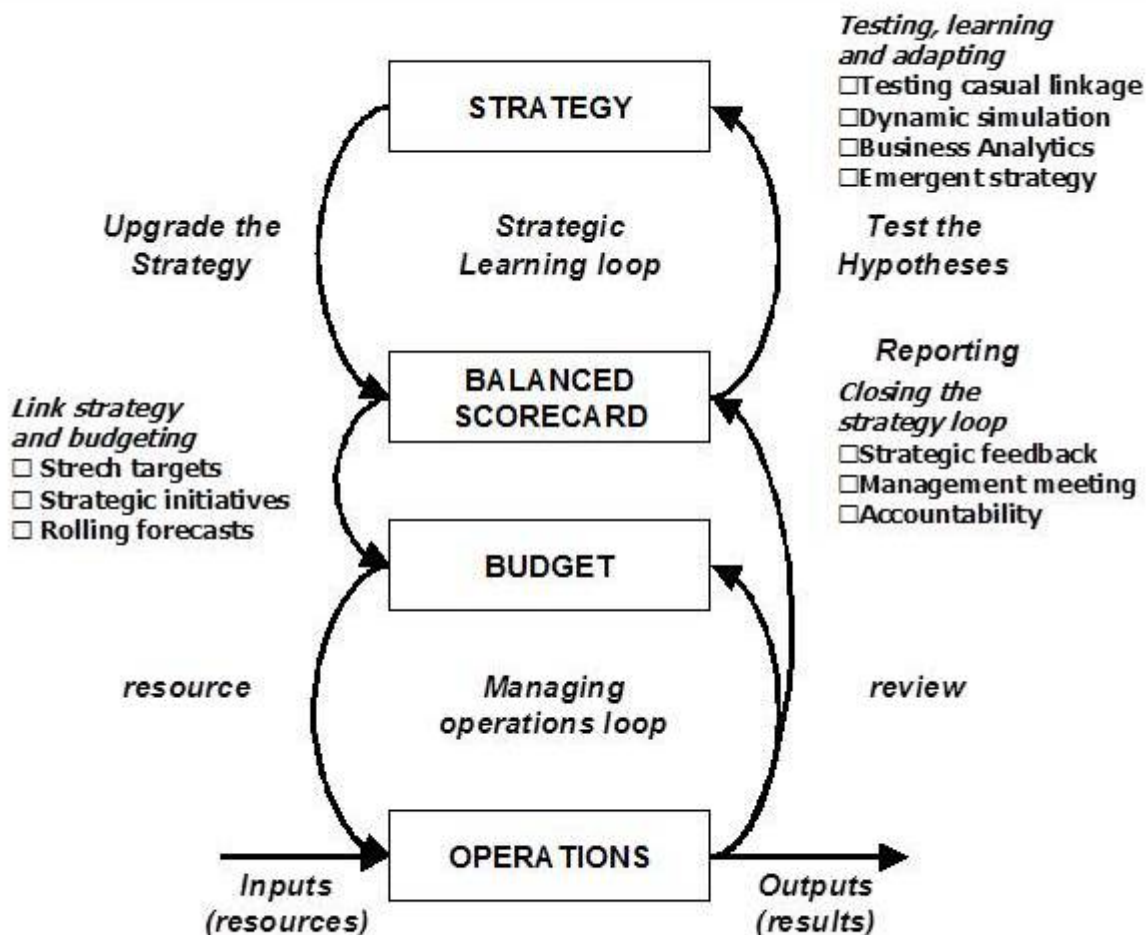 Testing, learning
and adapting
□Testing casual linkage
□Dynamic simulation
□Business Analytics
□Emergent strategy
STRATEGY
Upgrade the
Strategy
Strategic
Learning loop
Test the
Hypotheses
Reporting
BALANCED
SCORECARD
Link strategy
and budgeting
□ Strech targets
□ Strategic initiatives
□ Rolling forecasts
Closing the
strategy loop
□Strategic feedback
□Management meeting
□Accountability
BUDGET
resource
Managing
operations loop
review
OPERATIONS
Inputs
(resources)
Outputs
(results)